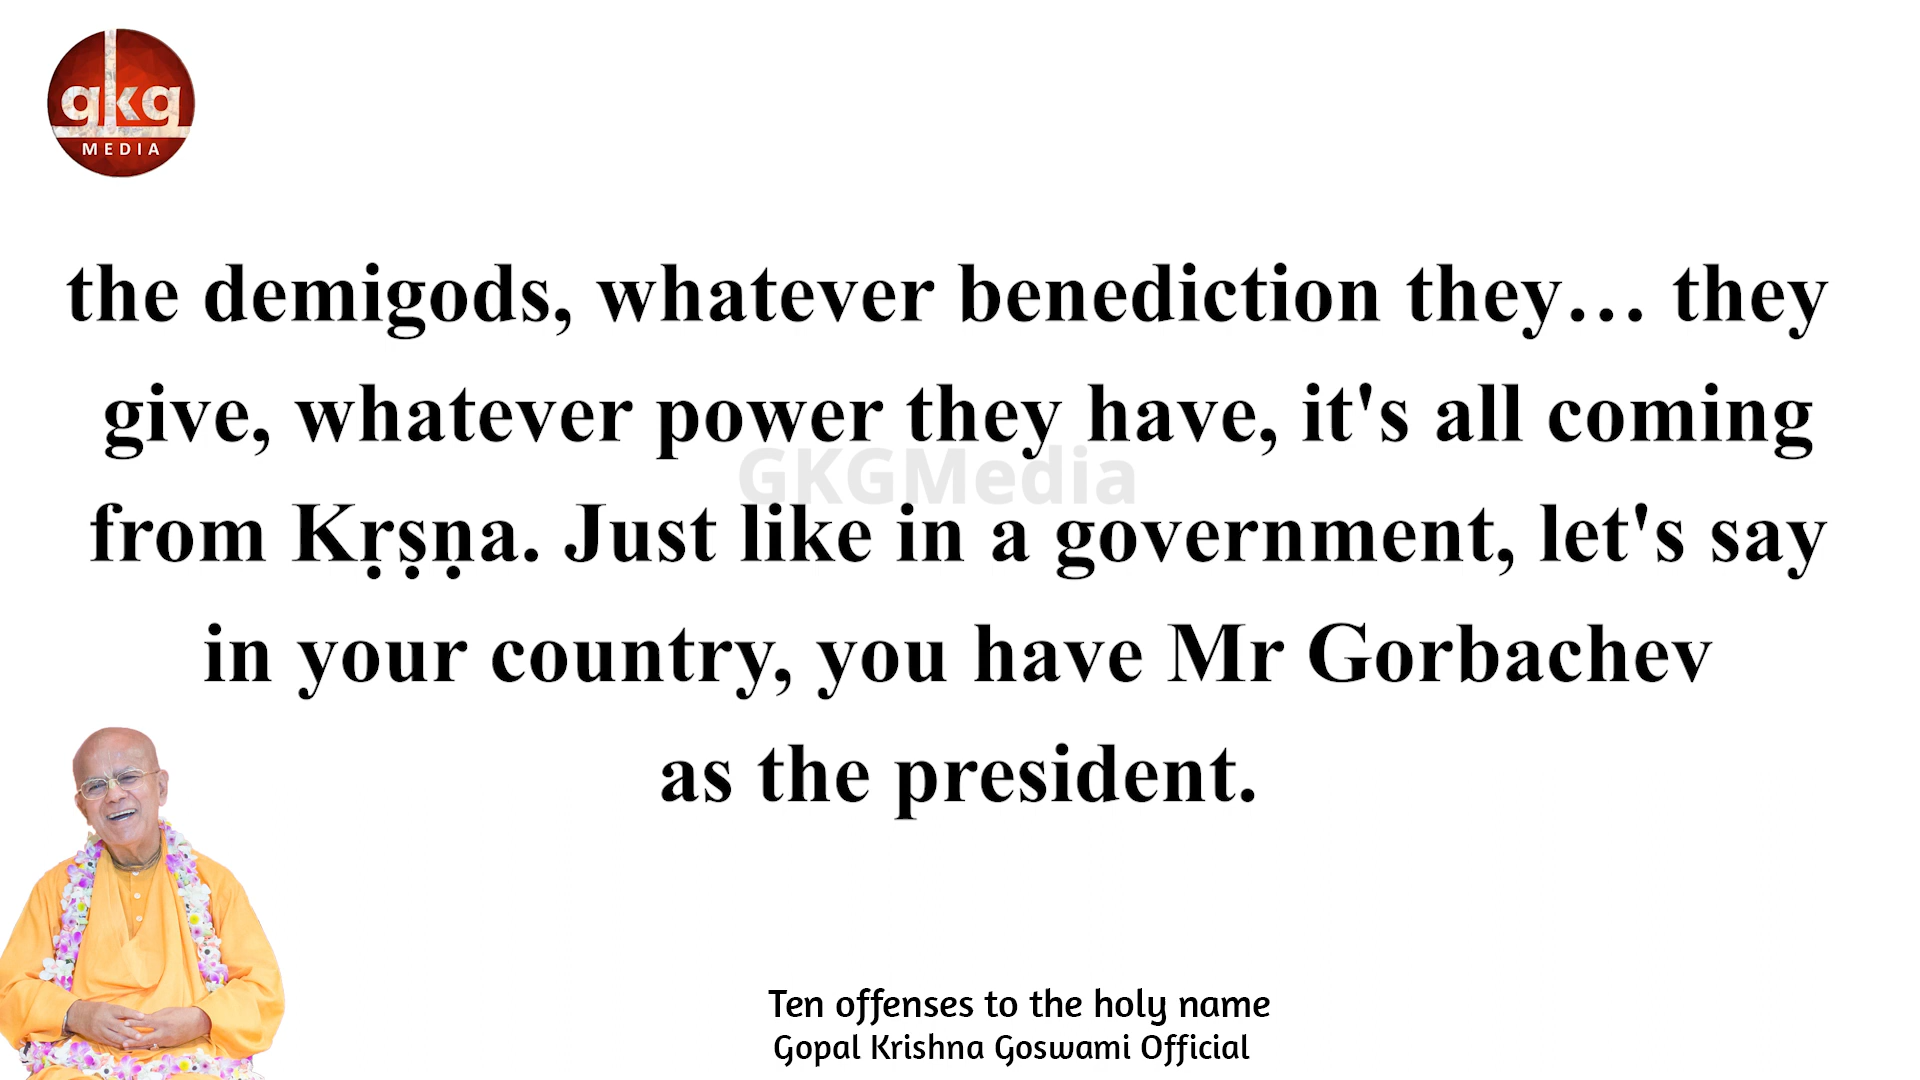 gkg
MEDIA
the demigods, whatever benediction they… they
give, whatever power they have, it's all coming
GKGMedia
from Kṛṣṇa. Just like in a government, let's say
in your country, you have Mr Gorbachev
as the president.
Ten offenses to the holy name
Gopal Krishna Goswami Official